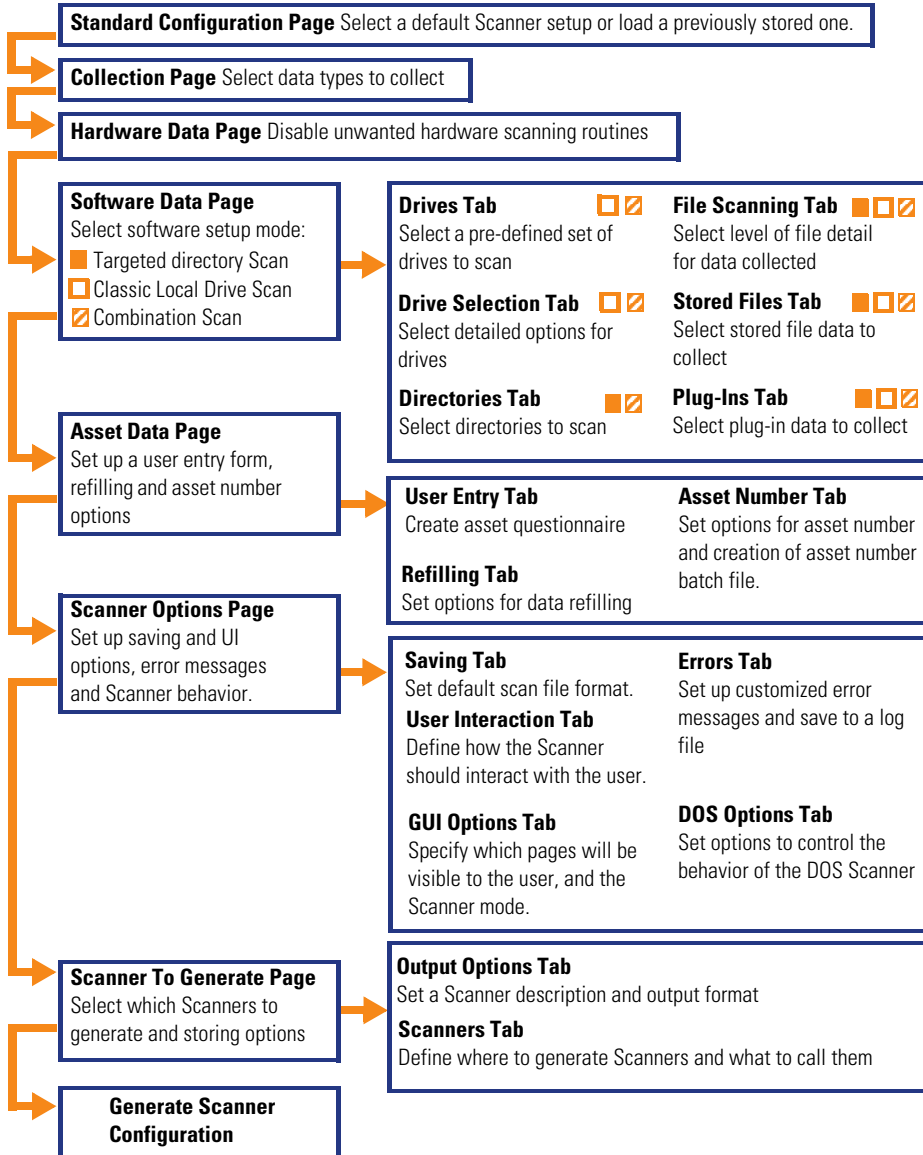 Standard Configuration Page Select a default Scanner setup or load a previously stored one.
Collection Page Select data types to collect
Hardware Data Page Disable unwanted hardware scanning routines
Software Data Page
Select software setup mode:
Targeted directory Scan
Classic Local Drive Scan
Combination Scan
Drives Tab
Select a pre-defined set of
drives to scan
Drive Selection Tab
Select detailed options for
drives
Directories Tab
Select directories to scan
File Scanning Tab
Select level of file detail
for data collected
Stored Files Tab
Select stored file data to
collect
Plug-Ins Tab
Select plug-in data to collect
Asset Data Page
Set up a user entry form,
refilling and asset number
options
User Entry Tab
Create asset questionnaire
Refilling Tab
Set options for data refilling
Asset Number Tab
Set options for asset number
and creation of asset number
batch file.
Scanner Options Page
Set up saving and UI
options, error messages
and Scanner behavior.
Saving Tab
Set default scan file format.
User Interaction Tab
Define how the Scanner
should interact with the user.
GUI Options Tab
Specify which pages will be
visible to the user, and the
Scanner mode.
Errors Tab
Set up customized error
messages and save to a log
file
DOS Options Tab
Set options to control the
behavior of the DOS Scanner
Scanner To Generate Page
Select which Scanners to
generate and storing options
Output Options Tab
Set a Scanner description and output format
Scanners Tab
Define where to generate Scanners and what to call them
Generate Scanner
Configuration